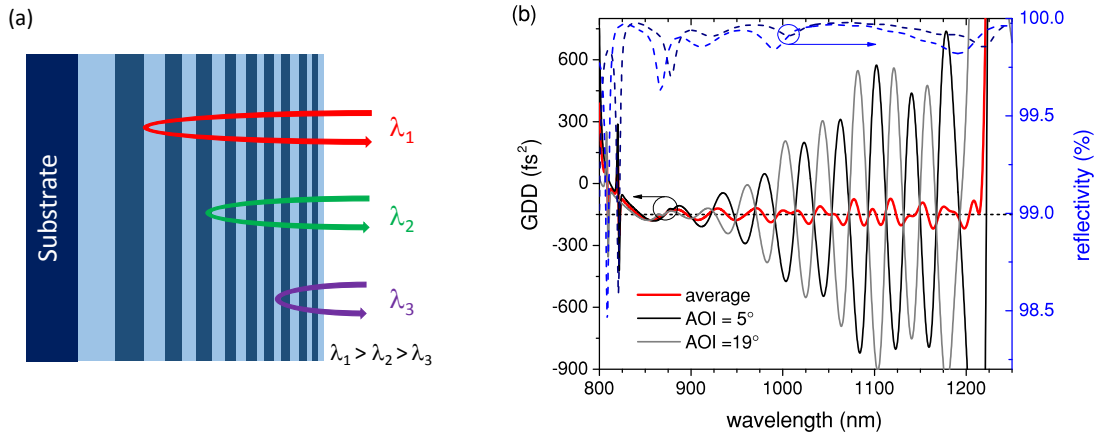 (a)
Substrate
λ1
λ2
λ3
λ1 > λ2 > λ3
(b)
GDD (fs²)
600
300
0
-300
-600
-900
800
900
1000
1100
1200
wavelength (nm)
100.0
99.5
99.0
98.5
reflectivity (%)
average
AOI = 5°
AOI =19°